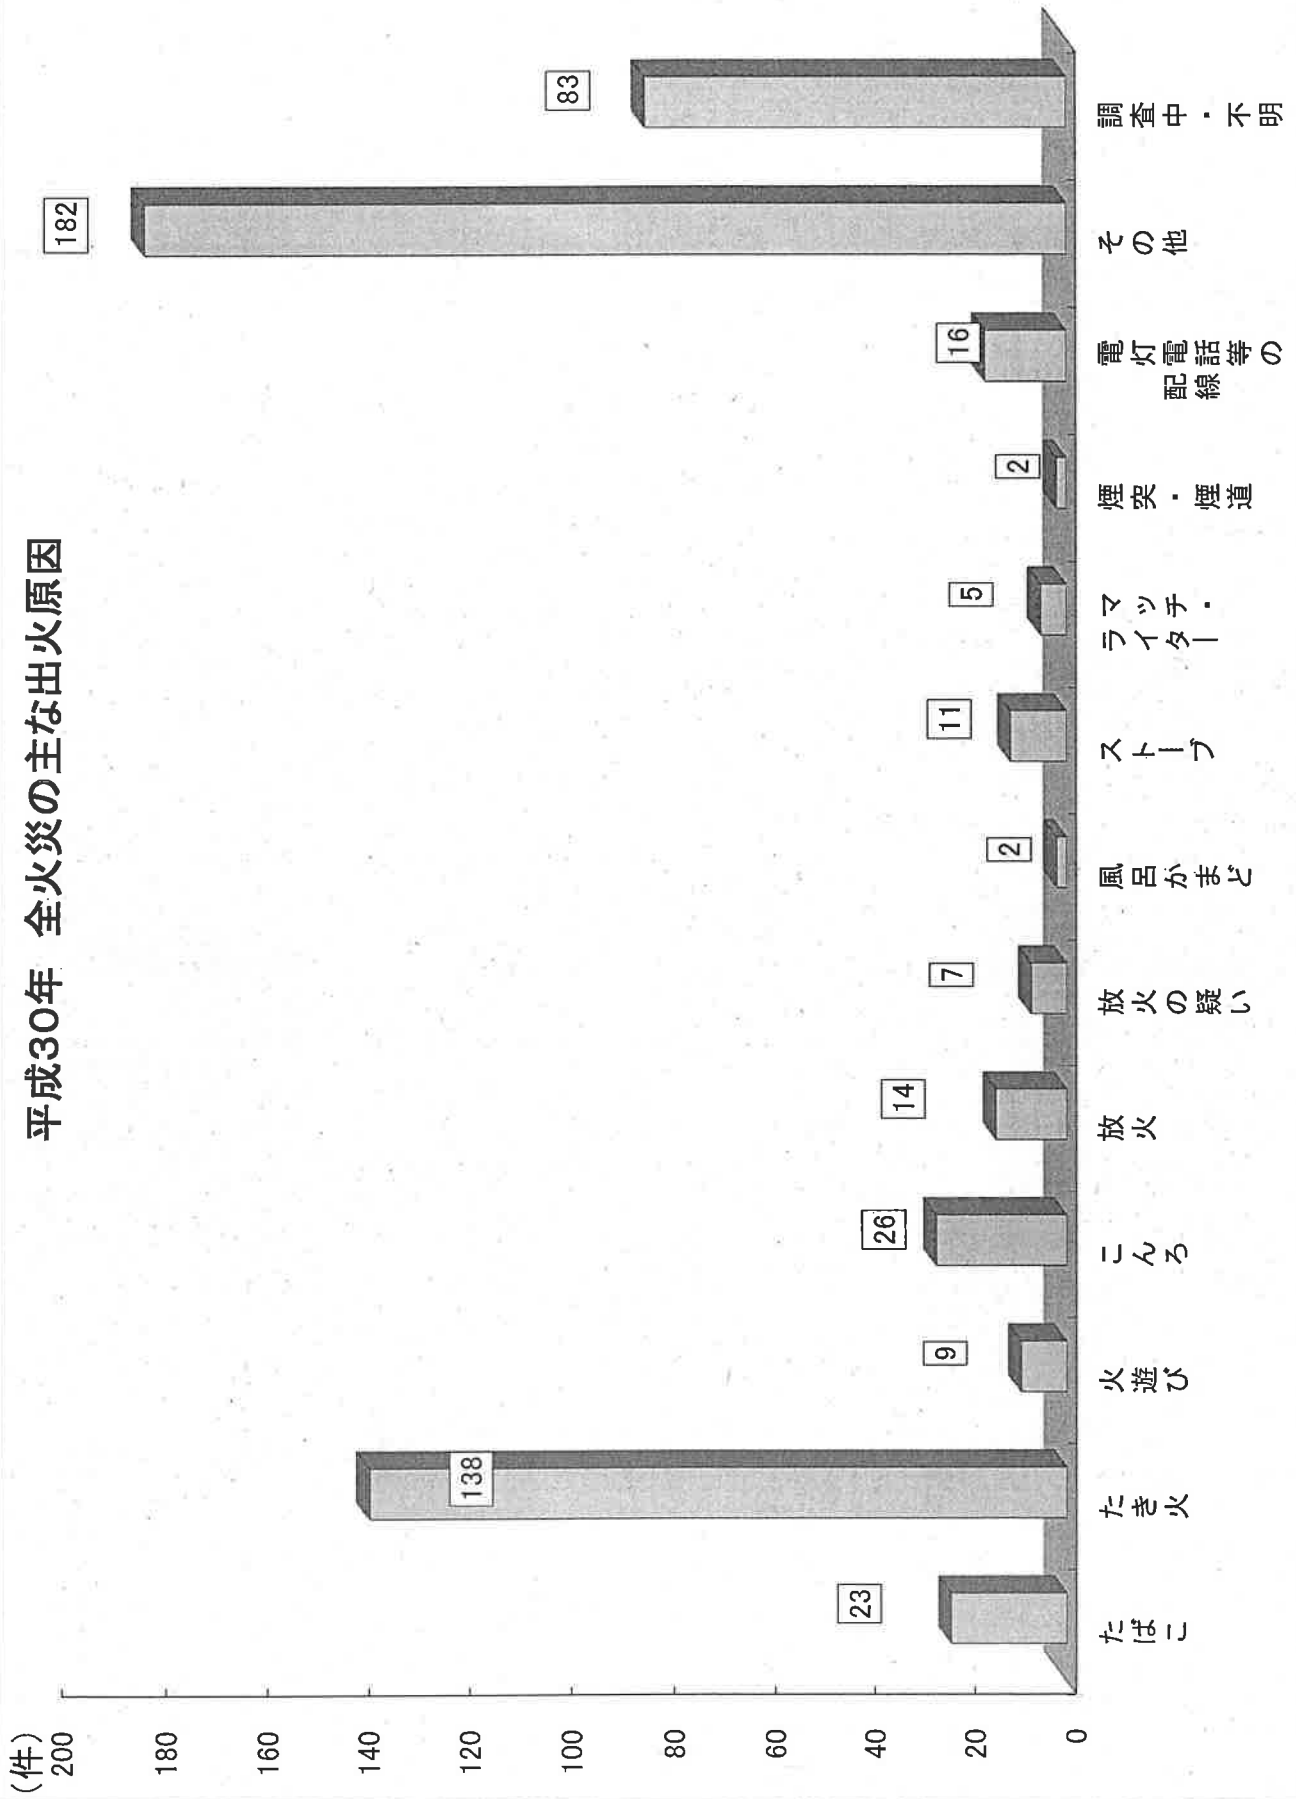 平成30年 全火災の主な出火原因
(件)
200
180
160
140
120
100
80
60
40
20
0
23
138
9
26
14
7
2
11
5
2
16
182
83
たばこ
たき火
火遊び
こんろ
放火
放火の疑い
風呂かまど
ストーブ
マッチ・
ライター
煙突・煙道
電灯電話等の
配線
その他
調査中・不明